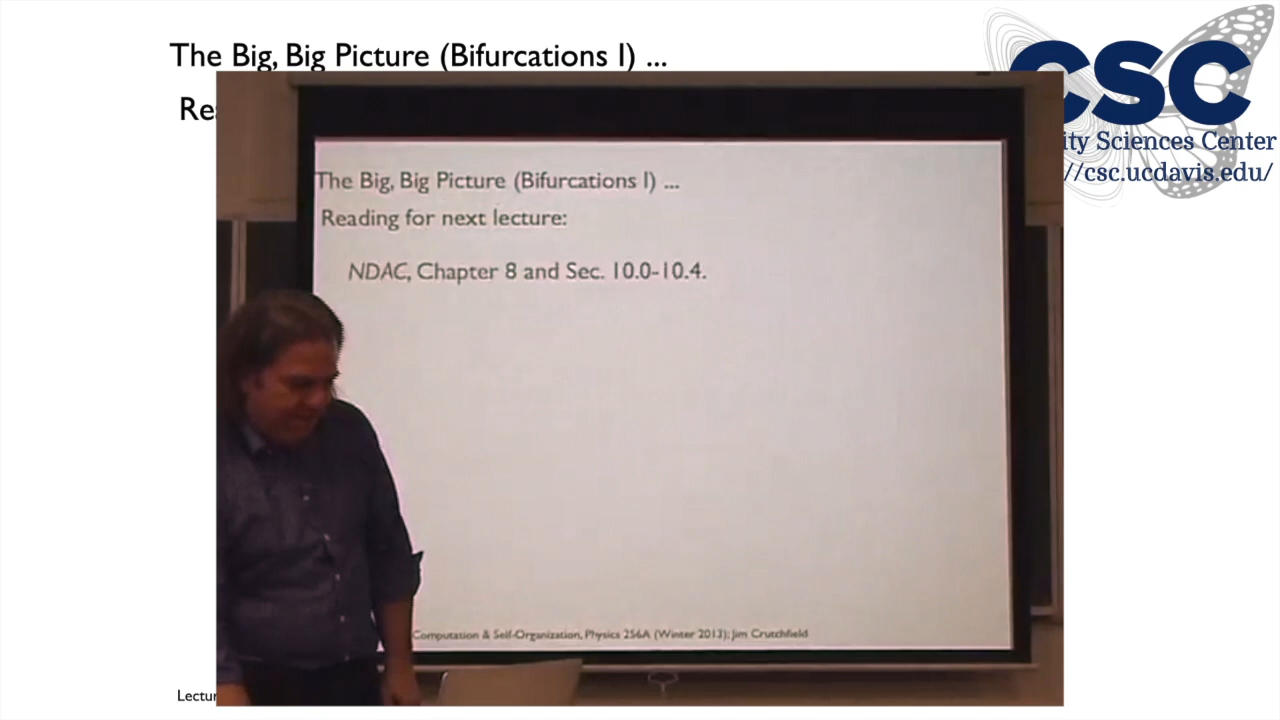 The Big, Big Picture (Bifurcations I) ...
CSC
ity Sciences Center
//csc.ucdavis.edu/
The Big, Big Picture (Bifurcations I) ...
Reading for next lecture:
NDAC, Chapter 8 and Sec. 10.0-10.4.
Computation & Self-Organization, Physics 256A (Winter 2013); Jim Crutchfield